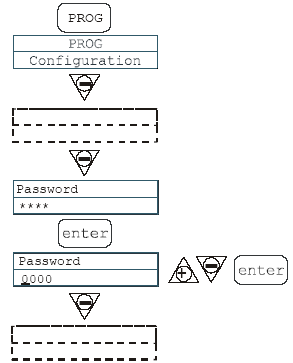 PROG
PROG
Configuration
Password
****
enter
Password
0000
enter